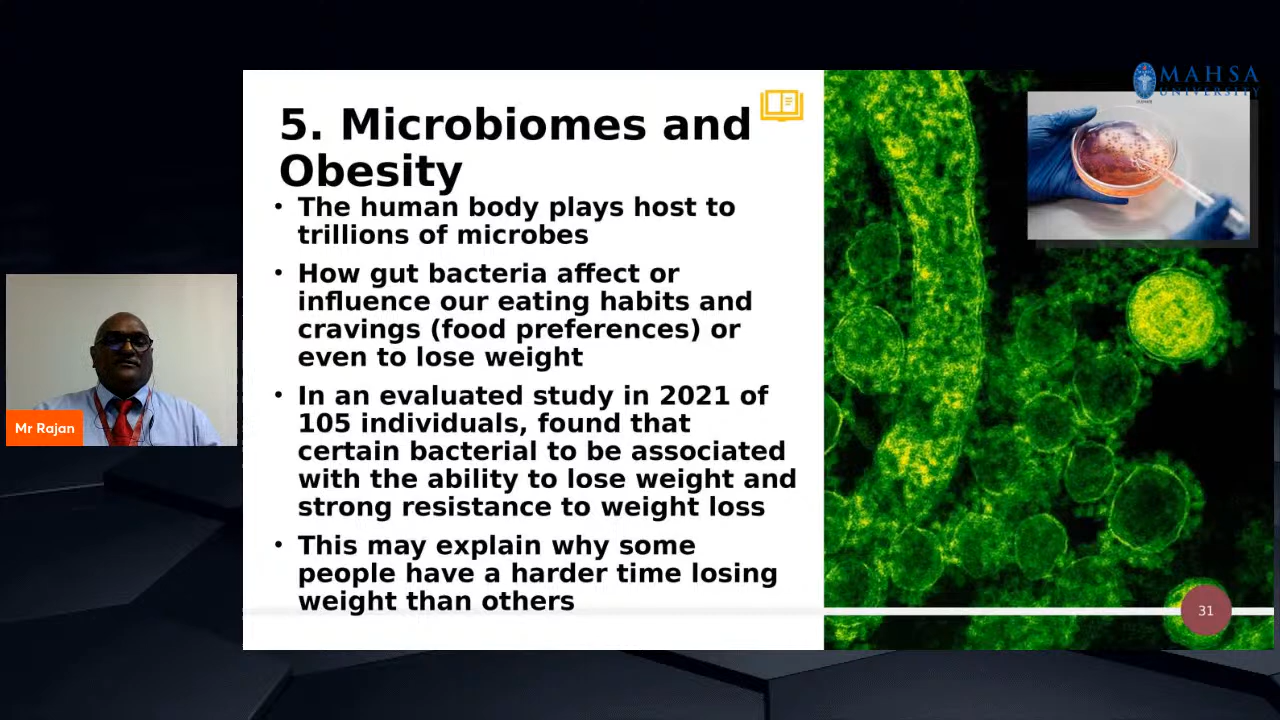 MAHSA
UNIVERSITY
5. Microbiomes and
Obesity
• The human body plays host to
trillions of microbes
• How gut bacteria affect or
influence our eating habits and
cravings (food preferences) or
even to lose weight
• In an evaluated study in 2021 of
105 individuals, found that
certain bacterial to be associated
with the ability to lose weight and
strong resistance to weight loss
• This may explain why some
people have a harder time losing
weight than others
Mr Rajan
31